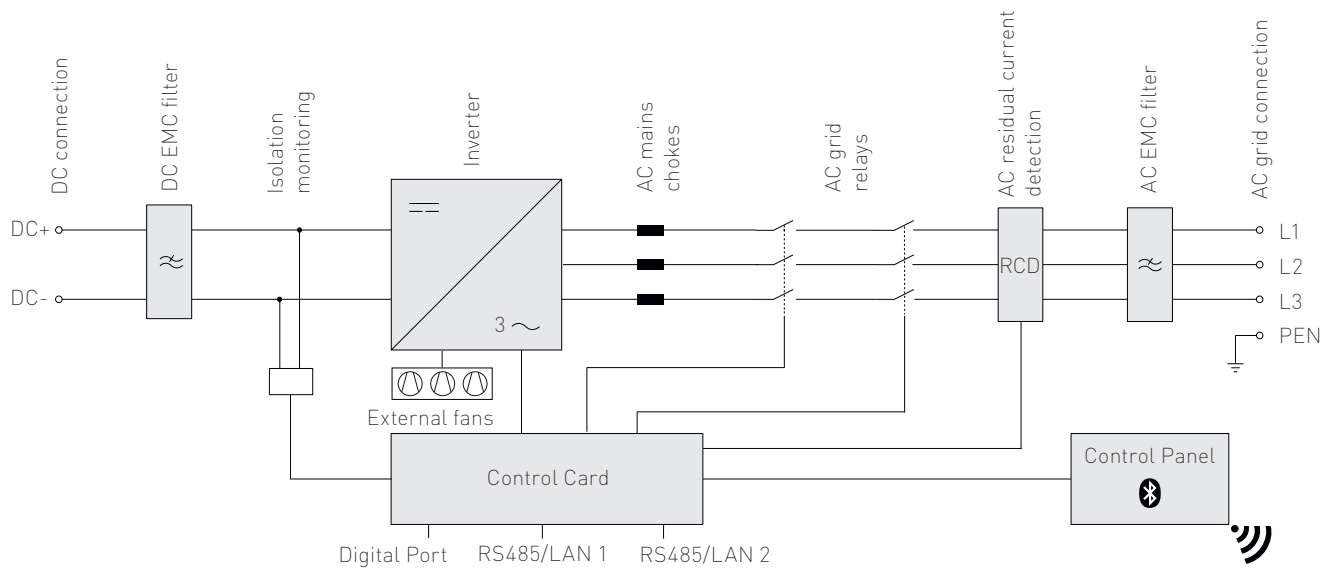 DC connection
DC EMC filter
Isolation
monitoring
Inverter
AC mains
chokes
AC grid
relays
AC residual current
detection
AC EMC filter
AC grid connection
DC+
DC-
3
RCD
L1
L2
L3
PEN
External fans
Control Card
Control Panel
Digital Port
RS485/LAN 1
RS485/LAN 2